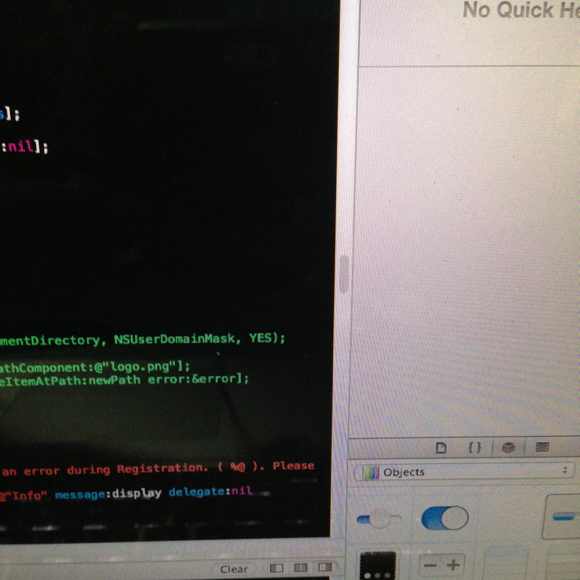 No Quick He
s];
:nil];
mentDirectory, NSUserDomainMask, YES);
athComponent:@"logo.png"];
eItemAtPath:newPath error:&error];
an error during Registration. ( %@ ). Please
@"Info" message:display delegate:nil
{ }
Objects
Clear